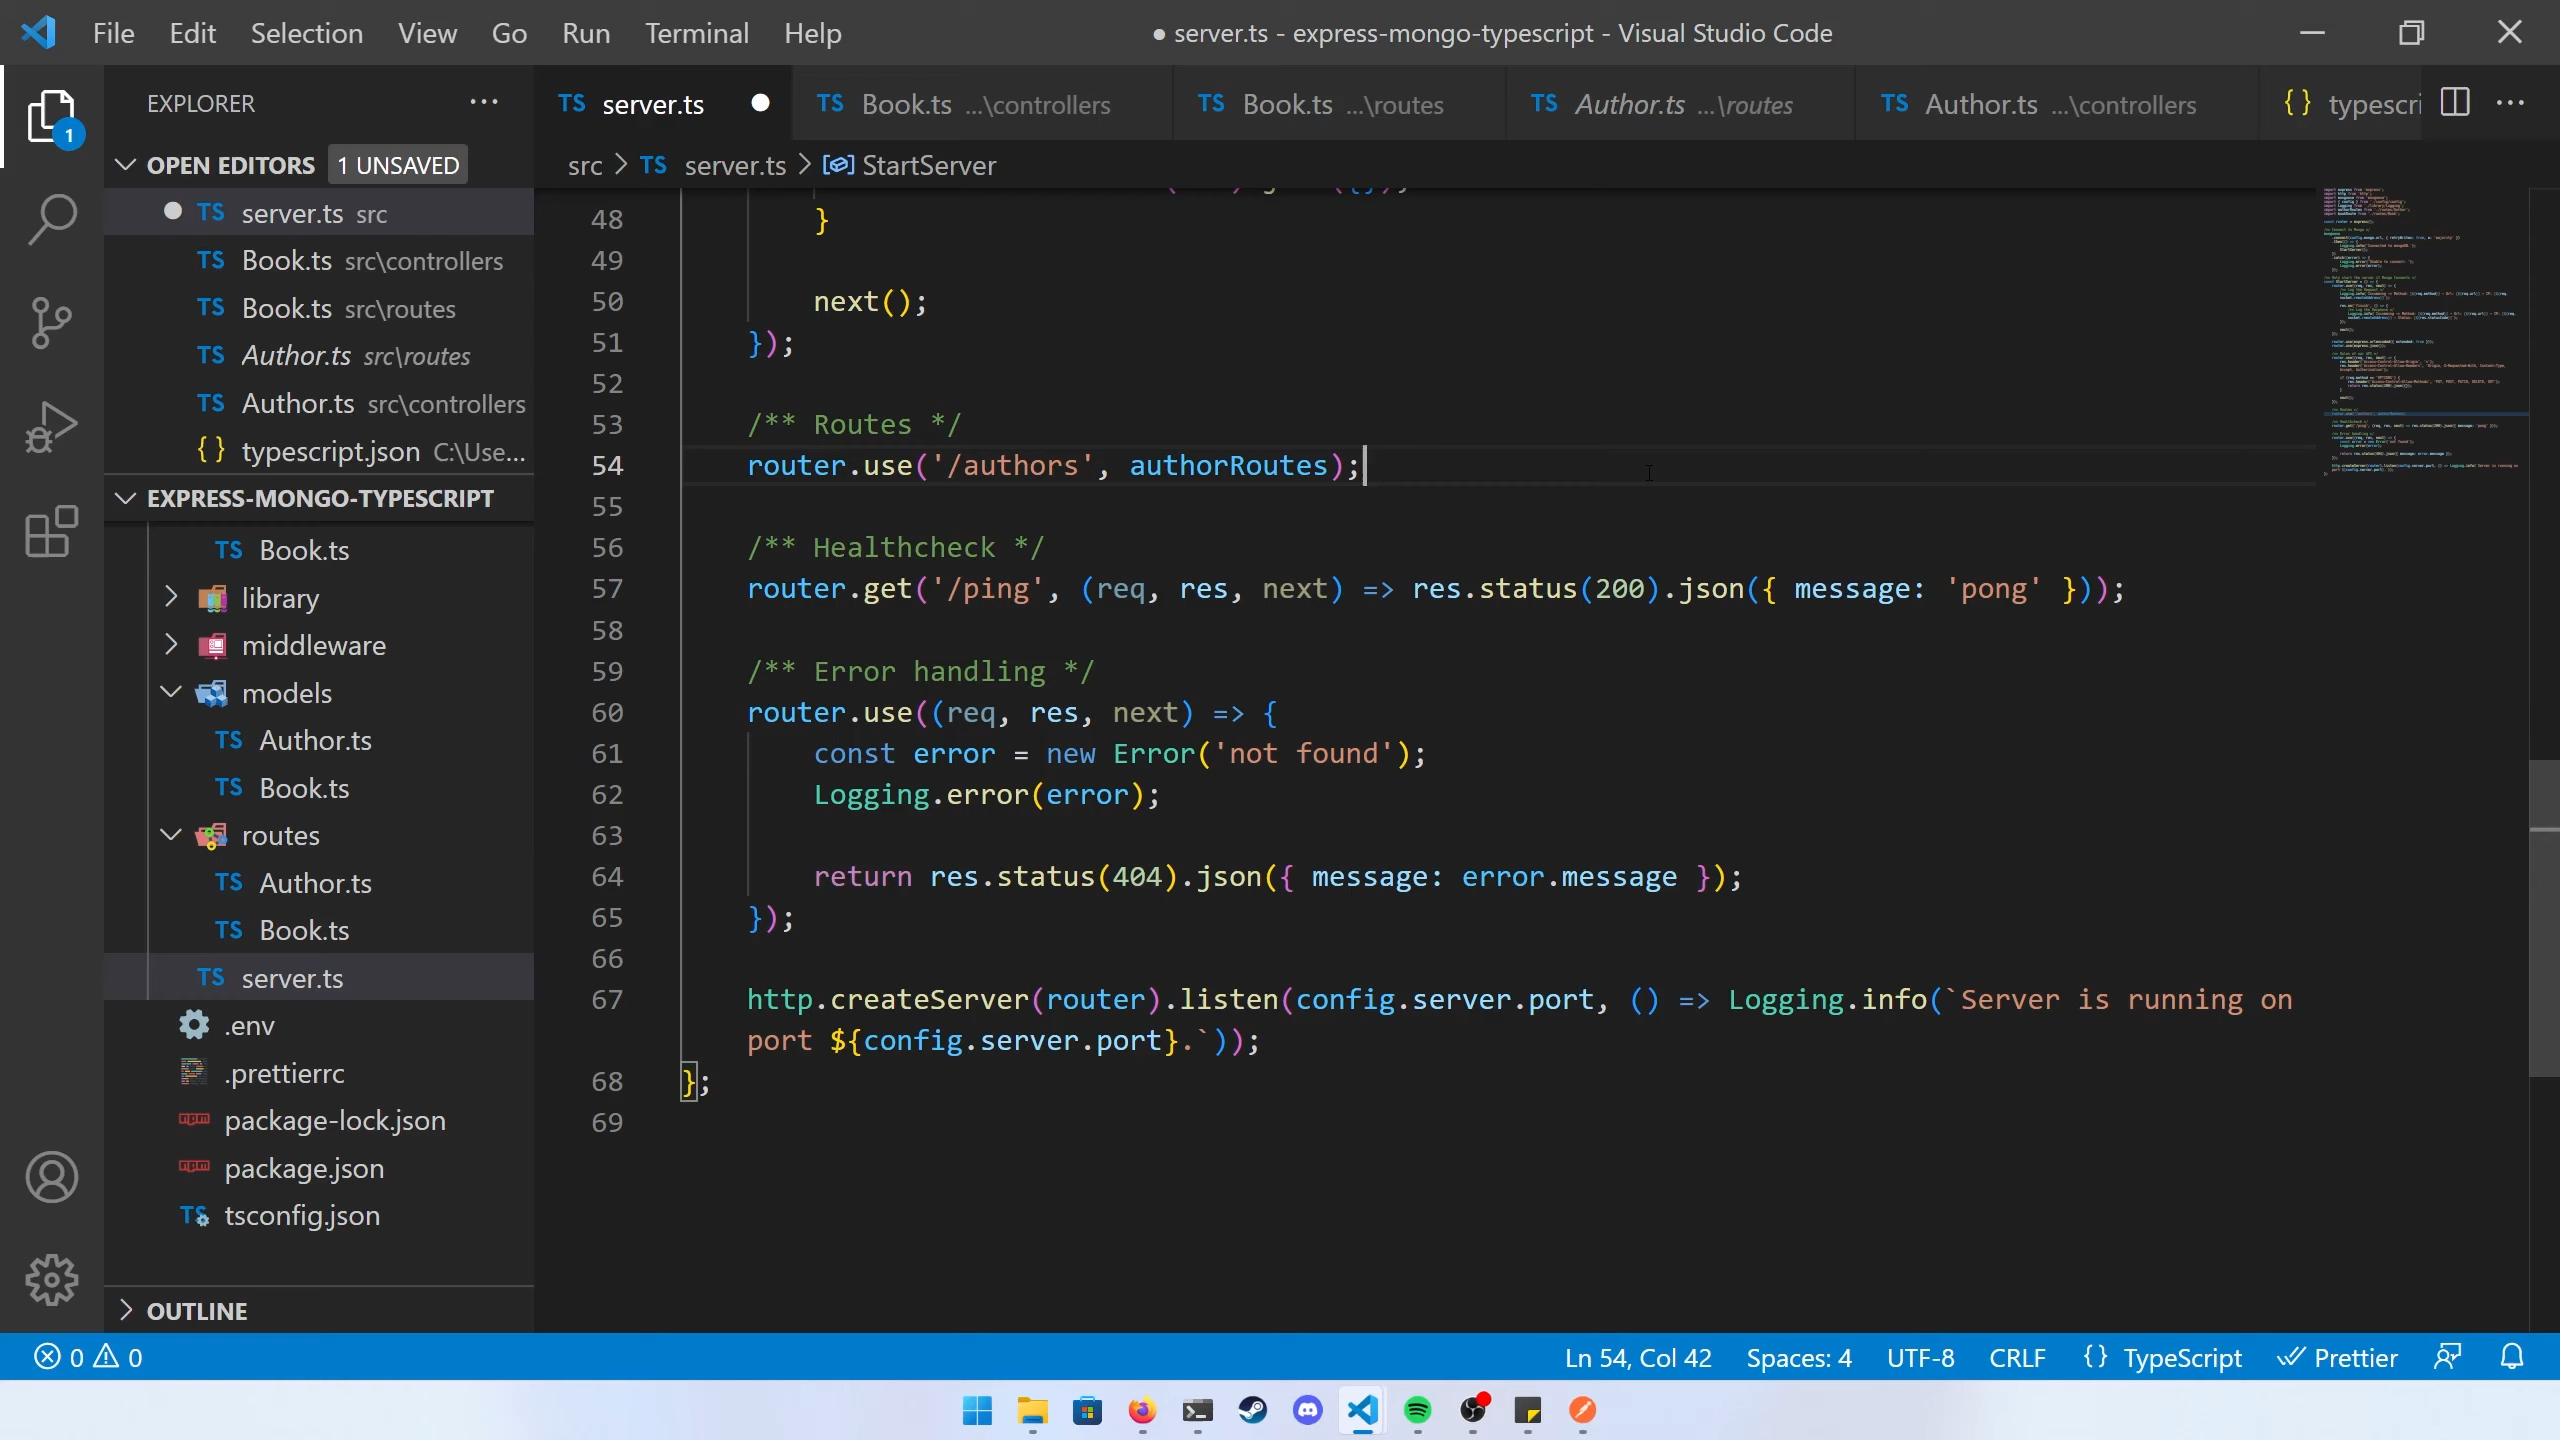 File Edit Selection View Go Run Terminal Help
● server.ts - express-mongo-typescript - Visual Studio Code
EXPLORER
1
OPEN EDITORS 1 UNSAVED
TS server.ts src
TS Book.ts src\controllers
TS Book.ts src\routes
TS Author.ts src\routes
TS Author.ts src\controllers
{} typescript.json C:\Use...
EXPRESS-MONGO-TYPESCRIPT
TS Book.ts
library
middleware
models
TS Author.ts
TS Book.ts
routes
TS Author.ts
TS Book.ts
TS server.ts
.env
.prettierrc
package-lock.json
package.json
TS tsconfig.json
OUTLINE
TS server.ts
TS Book.ts ...\controllers
TS Book.ts ...\routes
TS Author.ts ...\routes
TS Author.ts ...\controllers
{} typescri
src > TS server.ts > StartServer
48 }
49
50 next();
51 });
52
53 /** Routes */
54 router.use('/authors', authorRoutes);
55
56 /** Healthcheck */
57 router.get('/ping', (req, res, next) => res.status(200).json({ message: 'pong' }));
58
59 /** Error handling */
60 router.use((req, res, next) => {
61 const error = new Error('not found');
62 Logging.error(error);
63
64 return res.status(404).json({ message: error.message });
65 });
66
67 http.createServer(router).listen(config.server.port, () => Logging.info(`Server is running on
port ${config.server.port}.`));
68 };
69
0 0
Ln 54, Col 42 Spaces: 4 UTF-8 CRLF {} TypeScript Prettier